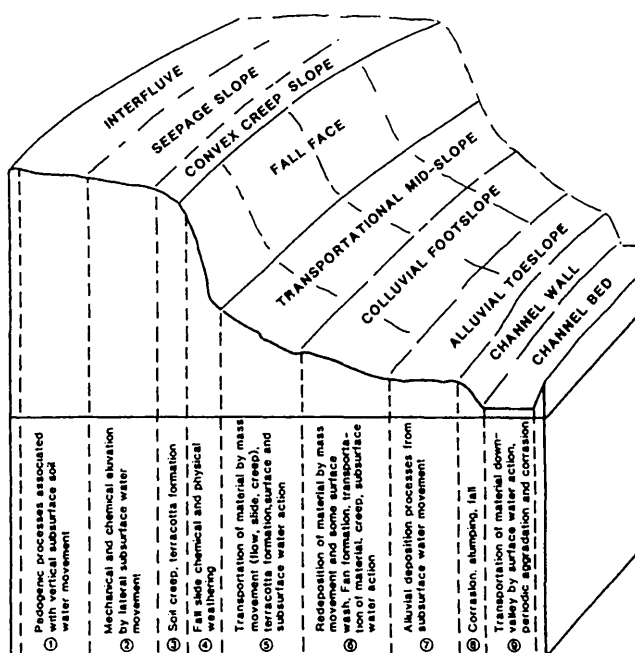 INTERFLUVE
SEEPAGE SLOPE
CONVEX CREEP SLOPE
FALL FACE
TRANSPORTATIONAL MID-SLOPE
COLLUVIAL FOOTSLOPE
ALLUVIAL TOESLOPE
CHANNEL WALL
CHANNEL BED
① Pedogenic processes associated
with vertical subsurface soil
water movement
② Mechanical and chemical eluvation
by lateral subsurface water
movement
③ Soil creep, terracotta formation
④ Fall slide chemical and physical
weathering
⑤ Transportation of material by mass
movement (flow, slide, creep),
terracotta formation, surface and
subsurface water action
⑥ Redeposition of material by mass
movement and some surface
wash, Fan formation, transporta-
tion of material, creep, subsurface
water action
⑦ Alluvial deposition processes from
subsurface water movement
⑧ Corrasion, slumping, fall
⑨ Transportation of material down-
valley by surface water action,
periodic aggradation and corrasion